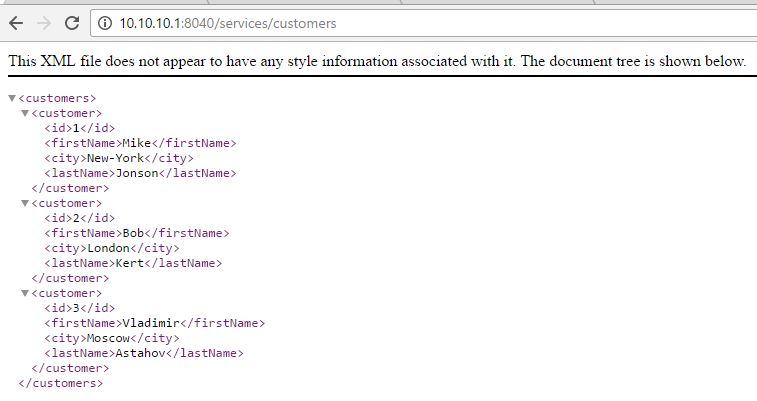 10.10.10.1:8040/services/customers
This XML file does not appear to have any style information associated with it. The document tree is shown below.
<customers>
<customer>
<id>1</id>
<firstName>Mike</firstName>
<city>New-York</city>
<lastName>Jonson</lastName>
</customer>
<customer>
<id>2</id>
<firstName>Bob</firstName>
<city>London</city>
<lastName>Kert</lastName>
</customer>
<customer>
<id>3</id>
<firstName>Vladimir</firstName>
<city>Moscow</city>
<lastName>Astahov</lastName>
</customer>
</customers>